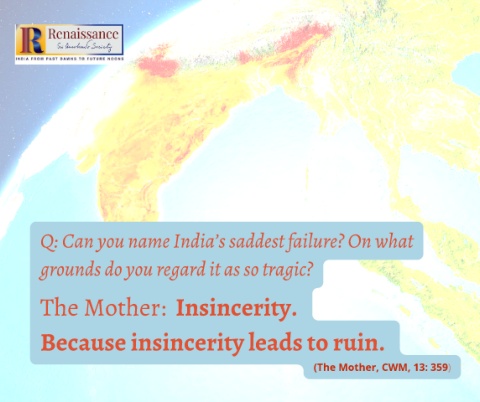 Renaissance
Sri Aurobindo Society
INDIA FROM PAST DAWNS TO FUTURE NOONS
Q: Can you name India's saddest failure? On what
grounds do you regard it as so tragic?
The Mother: Insincerity.
Because insincerity leads to ruin.
(The Mother, CWM, 13: 359)